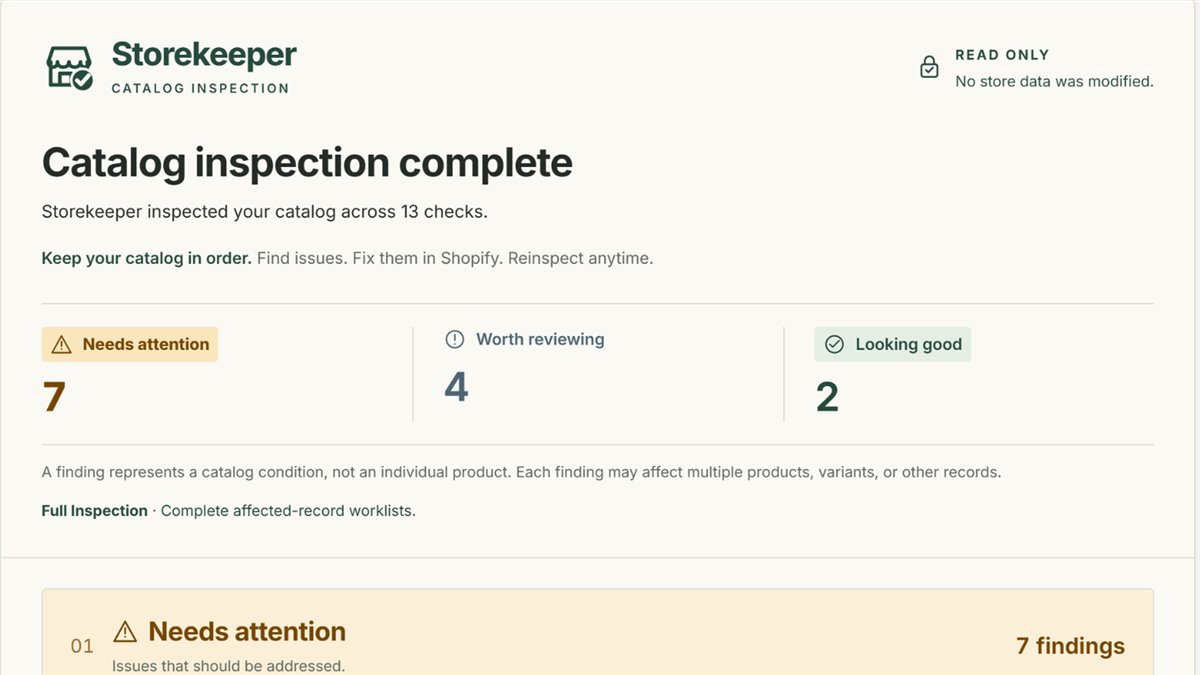 Storekeeper
CATALOG INSPECTION
READ ONLY
No store data was modified.
Catalog inspection complete
Storekeeper inspected your catalog across 13 checks.
Keep your catalog in order. Find issues. Fix them in Shopify. Reinspect anytime.
Needs attention
7
Worth reviewing
4
Looking good
2
A finding represents a catalog condition, not an individual product. Each finding may affect multiple products, variants, or other records.
Full Inspection · Complete affected-record worklists.
01
Needs attention
Issues that should be addressed.
7 findings